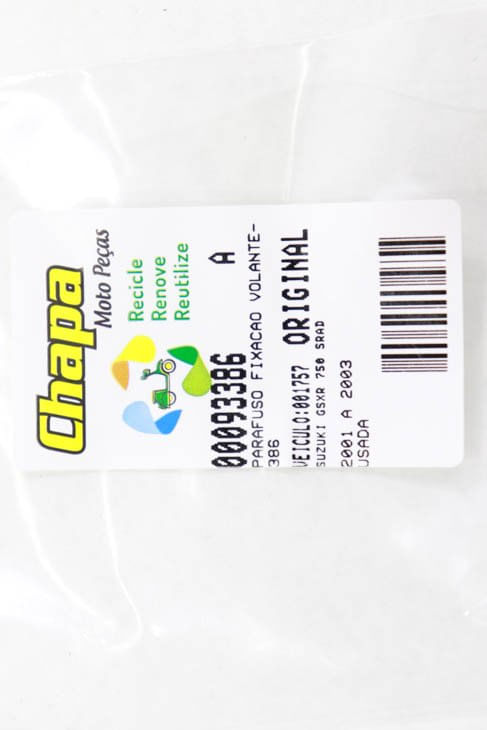 Chapa
Moto Peças
Recicle
Renove
Reutilize
00093386 A
PARAFUSO FIXACAO VOLANTE-
386
VEICULO:001757 ORIGINAL
SUZUKI GSXR 750 SRAD
2001 A 2003
USADA